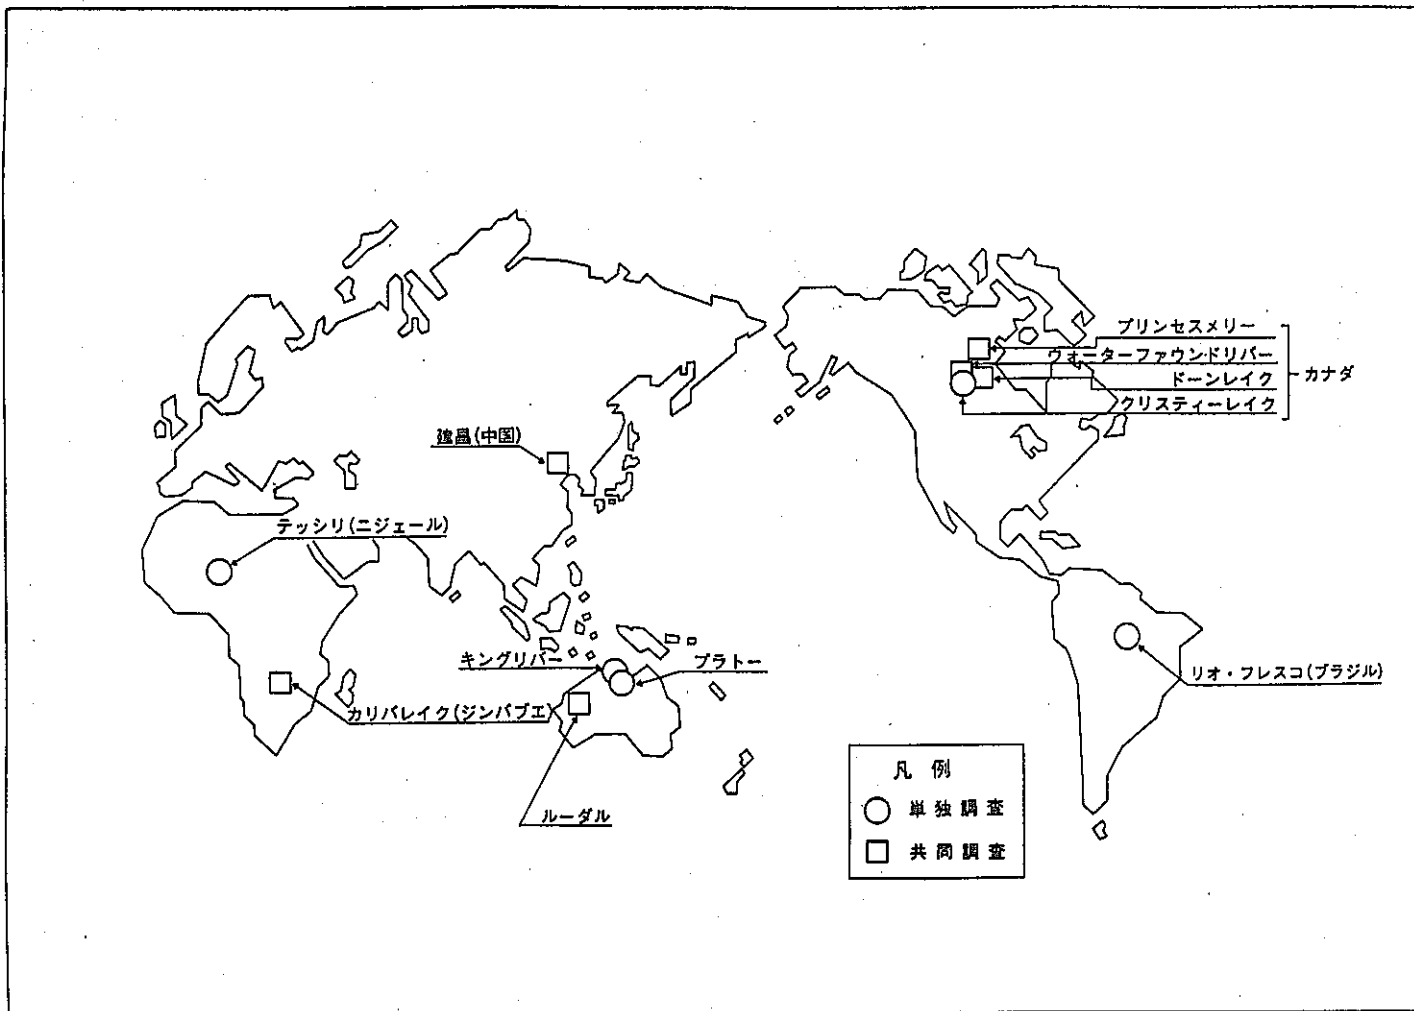 プリンセスメリー
ウォーターファウンドリバー
ドーンレイク
クリスティーレイク
カナダ
建昌(中国)
テッシリ(ニジェール)
キングリバー
プラトー
カリバレイク(ジンバブエ)
リオ・フレスコ(ブラジル)
ルーダル
凡例
単独調査
共同調査